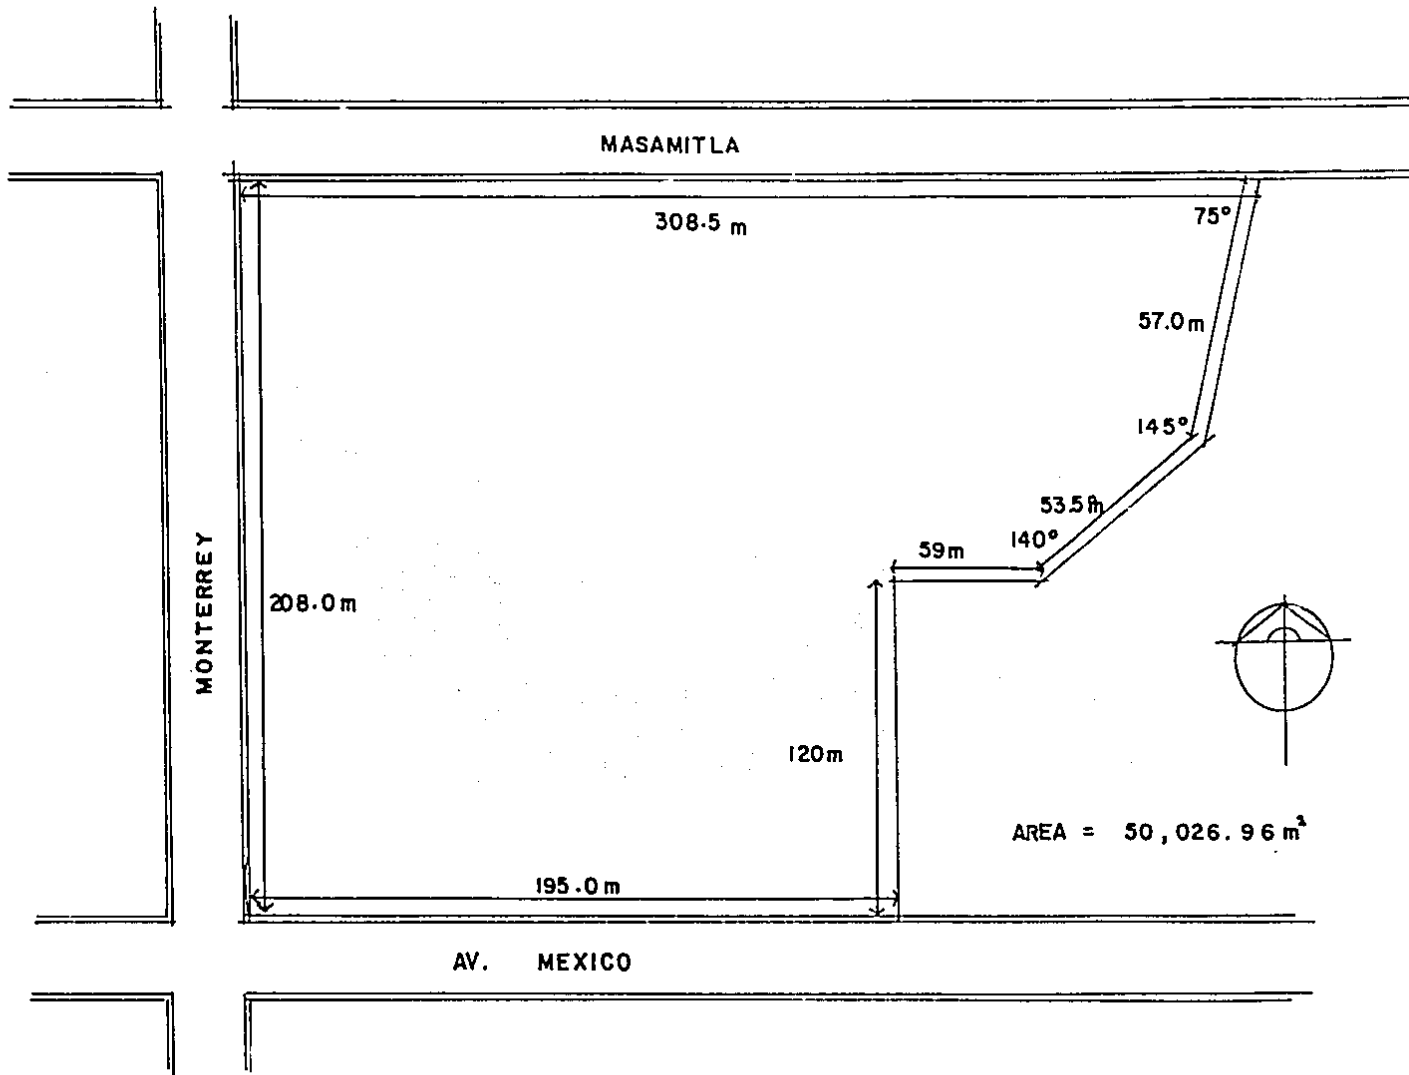 MASAMITLA
308.5 m
75°
57.0 m
145°
53.5 m
140°
59 m
MONTERREY
208.0 m
120 m
AREA = 50,026.96 m²
195.0 m
AV. MEXICO